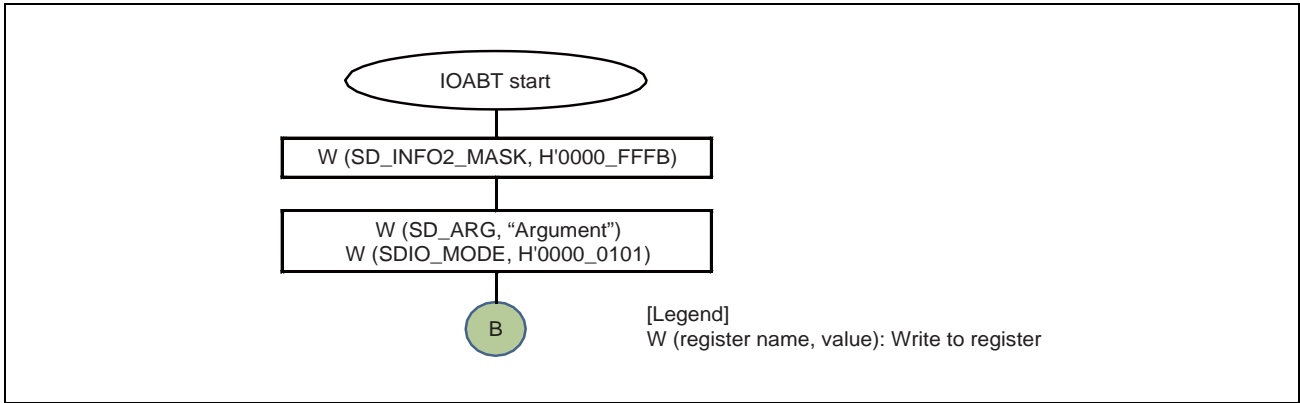 IOABT start
W (SD_INFO2_MASK, H'0000_FFFB)
W (SD_ARG, “Argument”)
W (SDIO_MODE, H'0000_0101)
B
[Legend]
W (register name, value): Write to register